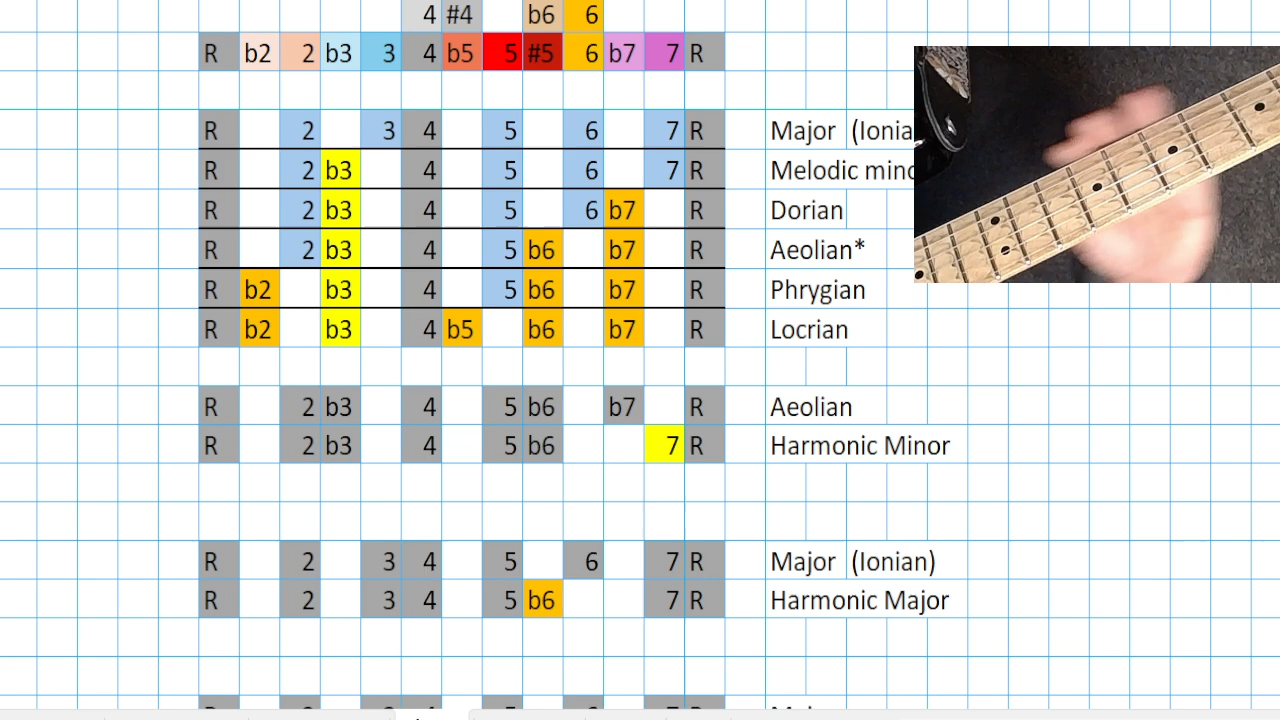 4 #4 b6 6
R b2 2 b3 3 4 b5 5 #5 6 b7 7 R
R 2 3 4 5 6 7 R Major (Ionia
R 2 b3 4 5 6 7 R Melodic mino
R 2 b3 4 5 6 b7 R Dorian
R 2 b3 4 5 b6 b7 R Aeolian*
R b2 b3 4 5 b6 b7 R Phrygian
R b2 b3 4 b5 b6 b7 R Locrian
R 2 b3 4 5 b6 b7 R Aeolian
R 2 b3 4 5 b6 7 R Harmonic Minor
R 2 3 4 5 6 7 R Major (Ionian)
R 2 3 4 5 b6 7 R Harmonic Major